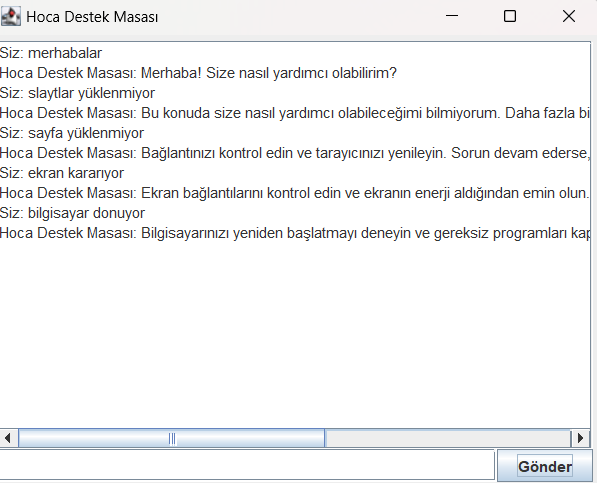 Hoca Destek Masası
Siz: merhabalar
Hoca Destek Masası: Merhaba! Size nasıl yardımcı olabilirim?
Siz: slaytlar yüklenmiyor
Hoca Destek Masası: Bu konuda size nasıl yardımcı olabileceğimi bilmiyorum. Daha fazla bi
Siz: sayfa yüklenmiyor
Hoca Destek Masası: Bağlantınızı kontrol edin ve tarayıcınızı yenileyin. Sorun devam ederse,
Siz: ekran kararıyor
Hoca Destek Masası: Ekran bağlantılarını kontrol edin ve ekranın enerji aldığından emin olun.
Siz: bilgisayar donuyor
Hoca Destek Masası: Bilgisayarınızı yeniden başlatmayı deneyin ve gereksiz programları kap
Gönder